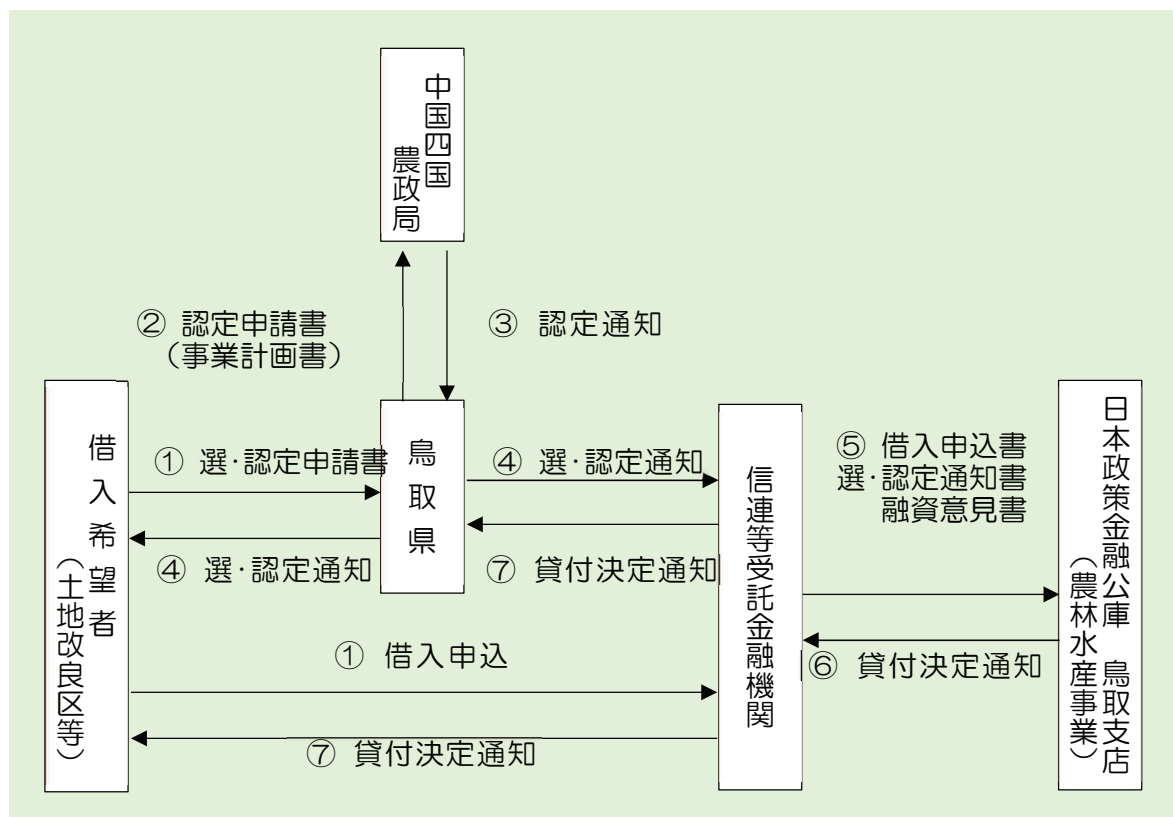 中国四国
農政局
② 認定申請書
(事業計画書)
③ 認定通知
借入希望者
(土地改良区等)
① 選・認定申請書
鳥取県
④ 選・認定通知
④ 選・認定通知
⑦ 貸付決定通知
信連等受託金融機関
⑤ 借入申込書
選・認定通知書
融資意見書
日本政策金融公庫 鳥取支店
(農林水産事業)
⑥ 貸付決定通知
① 借入申込
⑦ 貸付決定通知